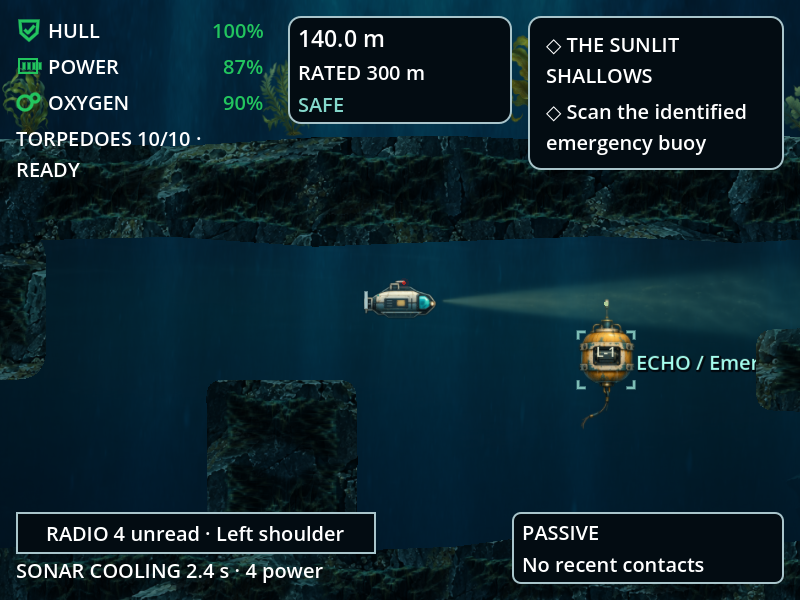 HULL 100%
POWER 87%
OXYGEN 90%
TORPEDOES 10/10 ·
READY
140.0 m
RATED 300 m
SAFE
◇ THE SUNLIT
SHALLOWS
◇ Scan the identified
emergency buoy
L-1
ECHO / Emer
RADIO 4 unread · Left shoulder
SONAR COOLING 2.4 s · 4 power
PASSIVE
No recent contacts